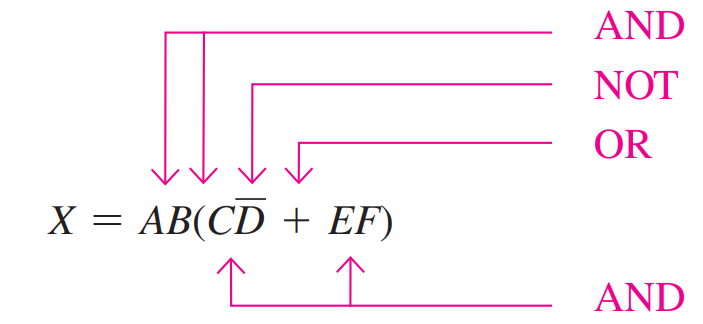 AND
NOT
OR
X = AB(CD̅ + EF)
AND